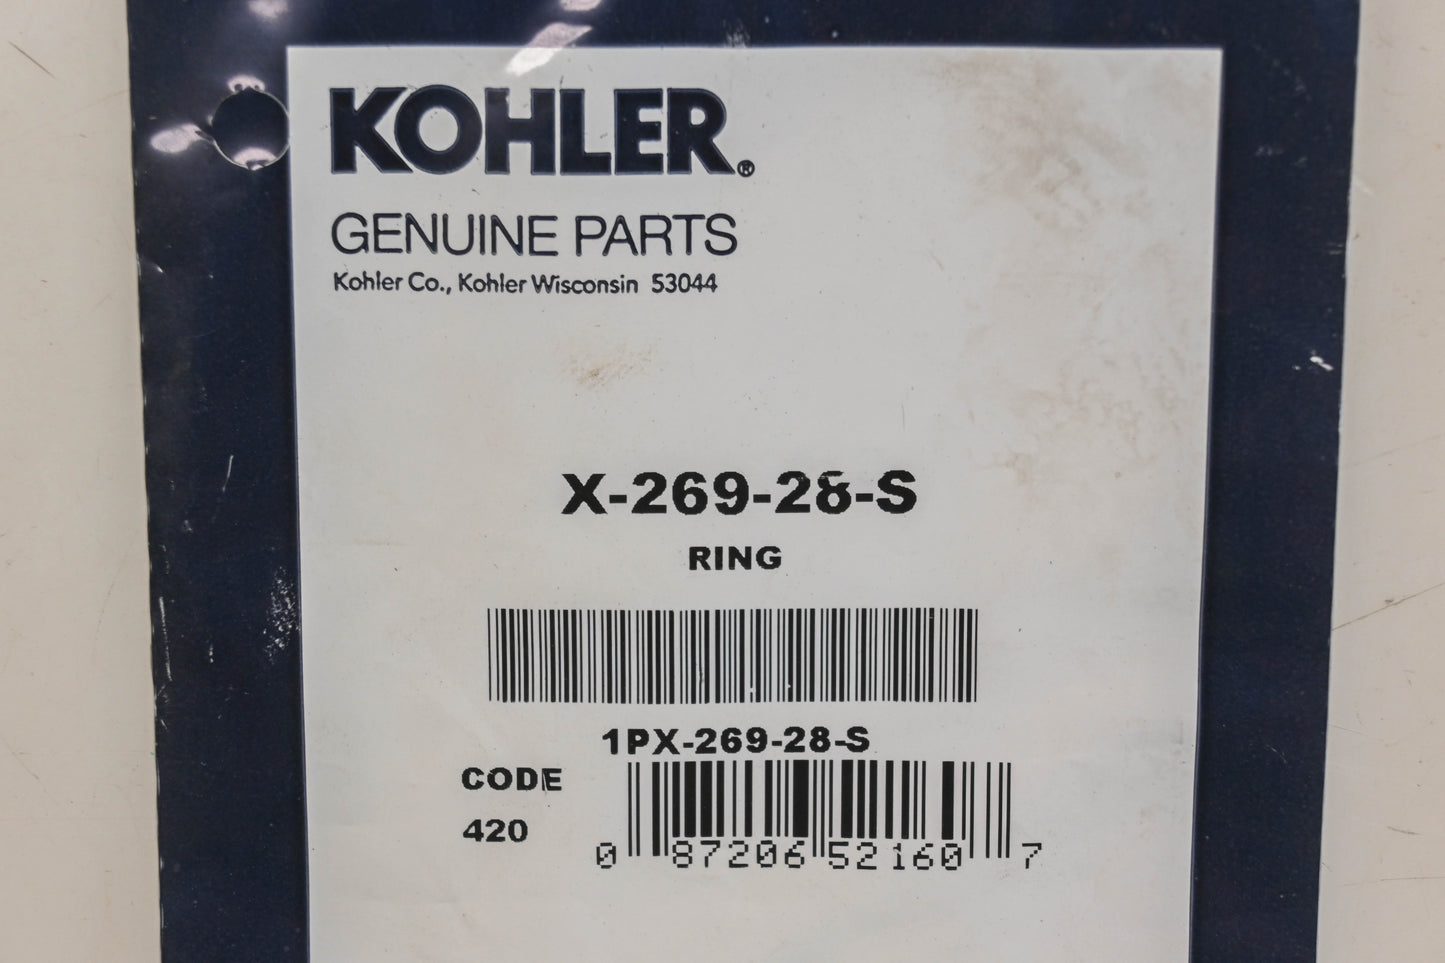 KOHLER®
GENUINE PARTS
Kohler Co., Kohler Wisconsin 53044
X-269-28-S
RING
1PX-269-28-S
CODE
420
0 87206 52160 7